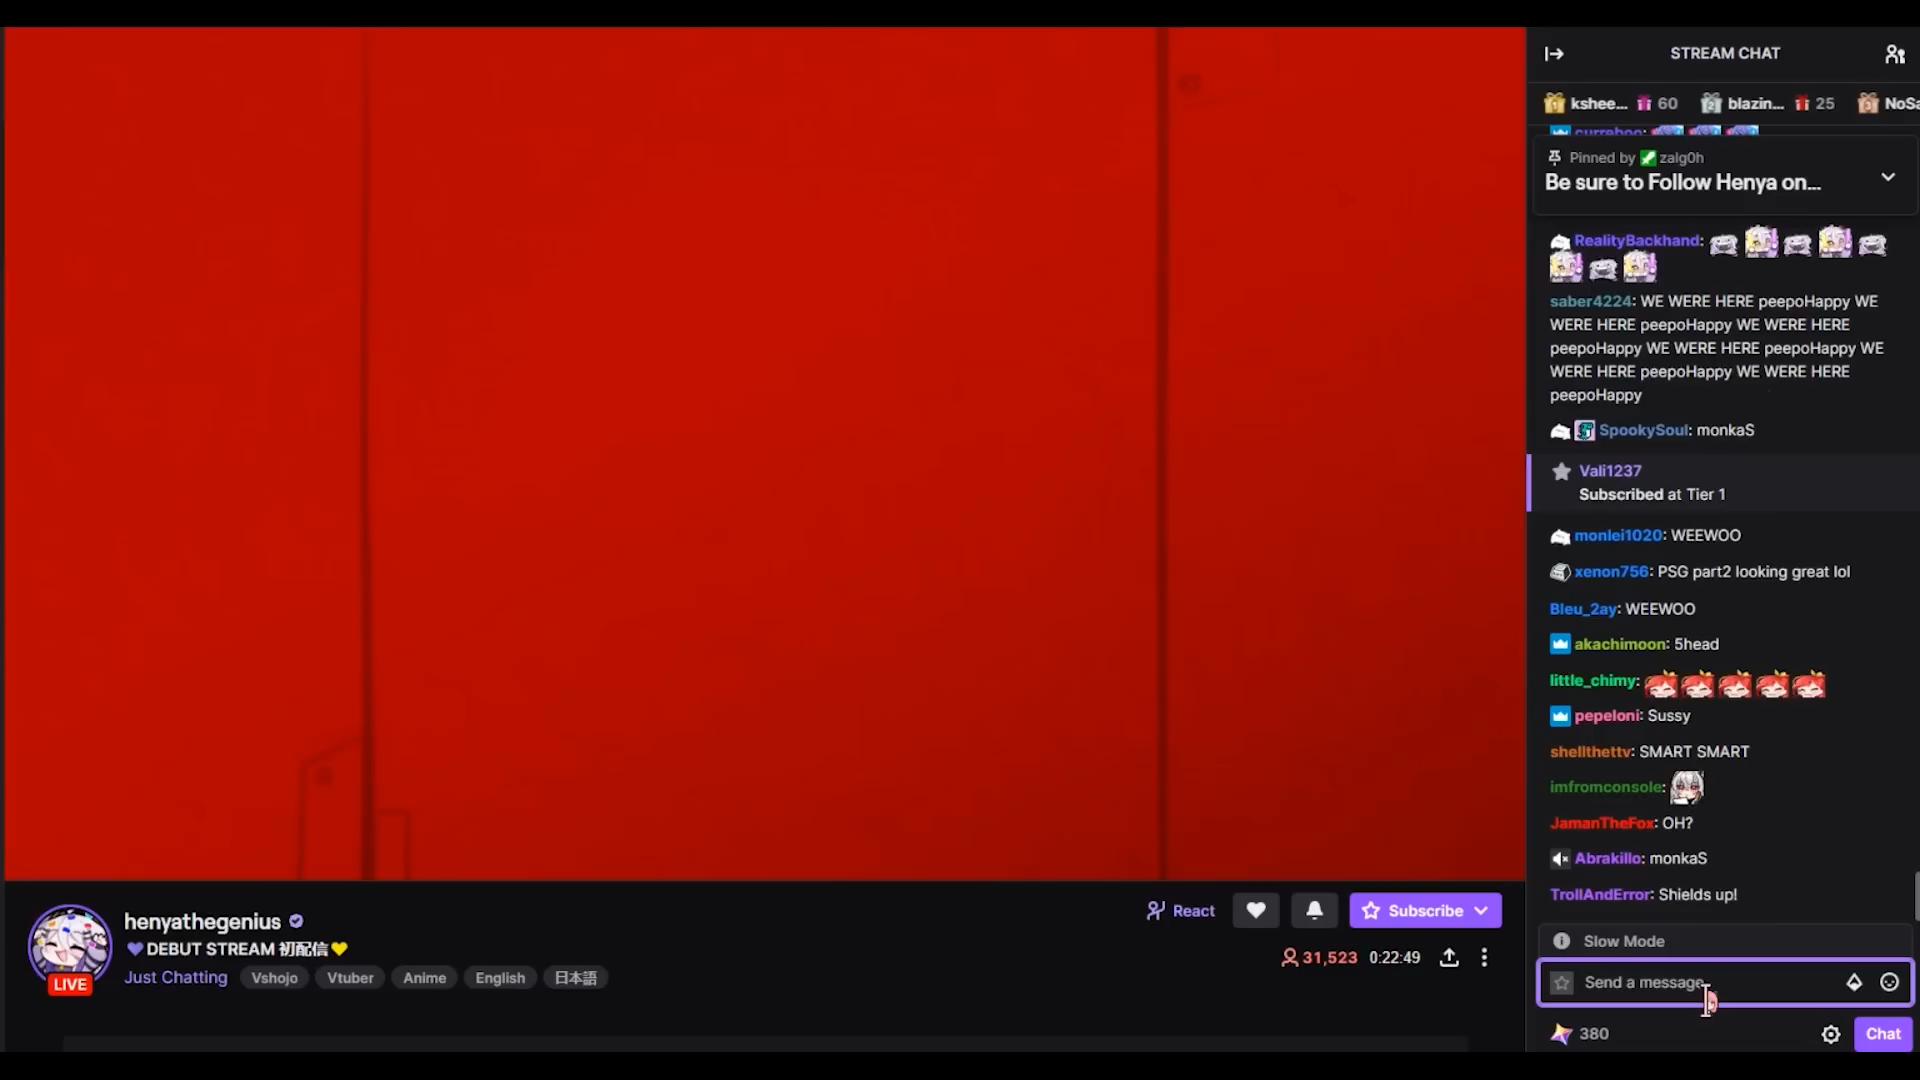 STREAM CHAT
kshee... 60 blazin... 25 NoSa
curreboo:
Pinned by zalg0h
Be sure to Follow Henya on...
RealityBackhand:
saber4224: WE WERE HERE peepoHappy WE
WERE HERE peepoHappy WE WERE HERE
peepoHappy WE WERE HERE peepoHappy WE
WERE HERE peepoHappy WE WERE HERE
peepoHappy
SpookySoul: monkaS
Vali1237
Subscribed at Tier 1
monlei1020: WEEWOO
xenon756: PSG part2 looking great lol
Bleu_2ay: WEEWOO
akachimoon: 5head
little_chimy:
pepeloni: Sussy
shellthettv: SMART SMART
imfromconsole:
JamanTheFox: OH?
Abrakillo: monkaS
TrollAndError: Shields up!
Slow Mode
Send a message
380
Chat
henyathegenius
DEBUT STREAM 初配信
Just Chatting Vshojo Vtuber Anime English 日本語
LIVE
React Subscribe
31,523 0:22:49